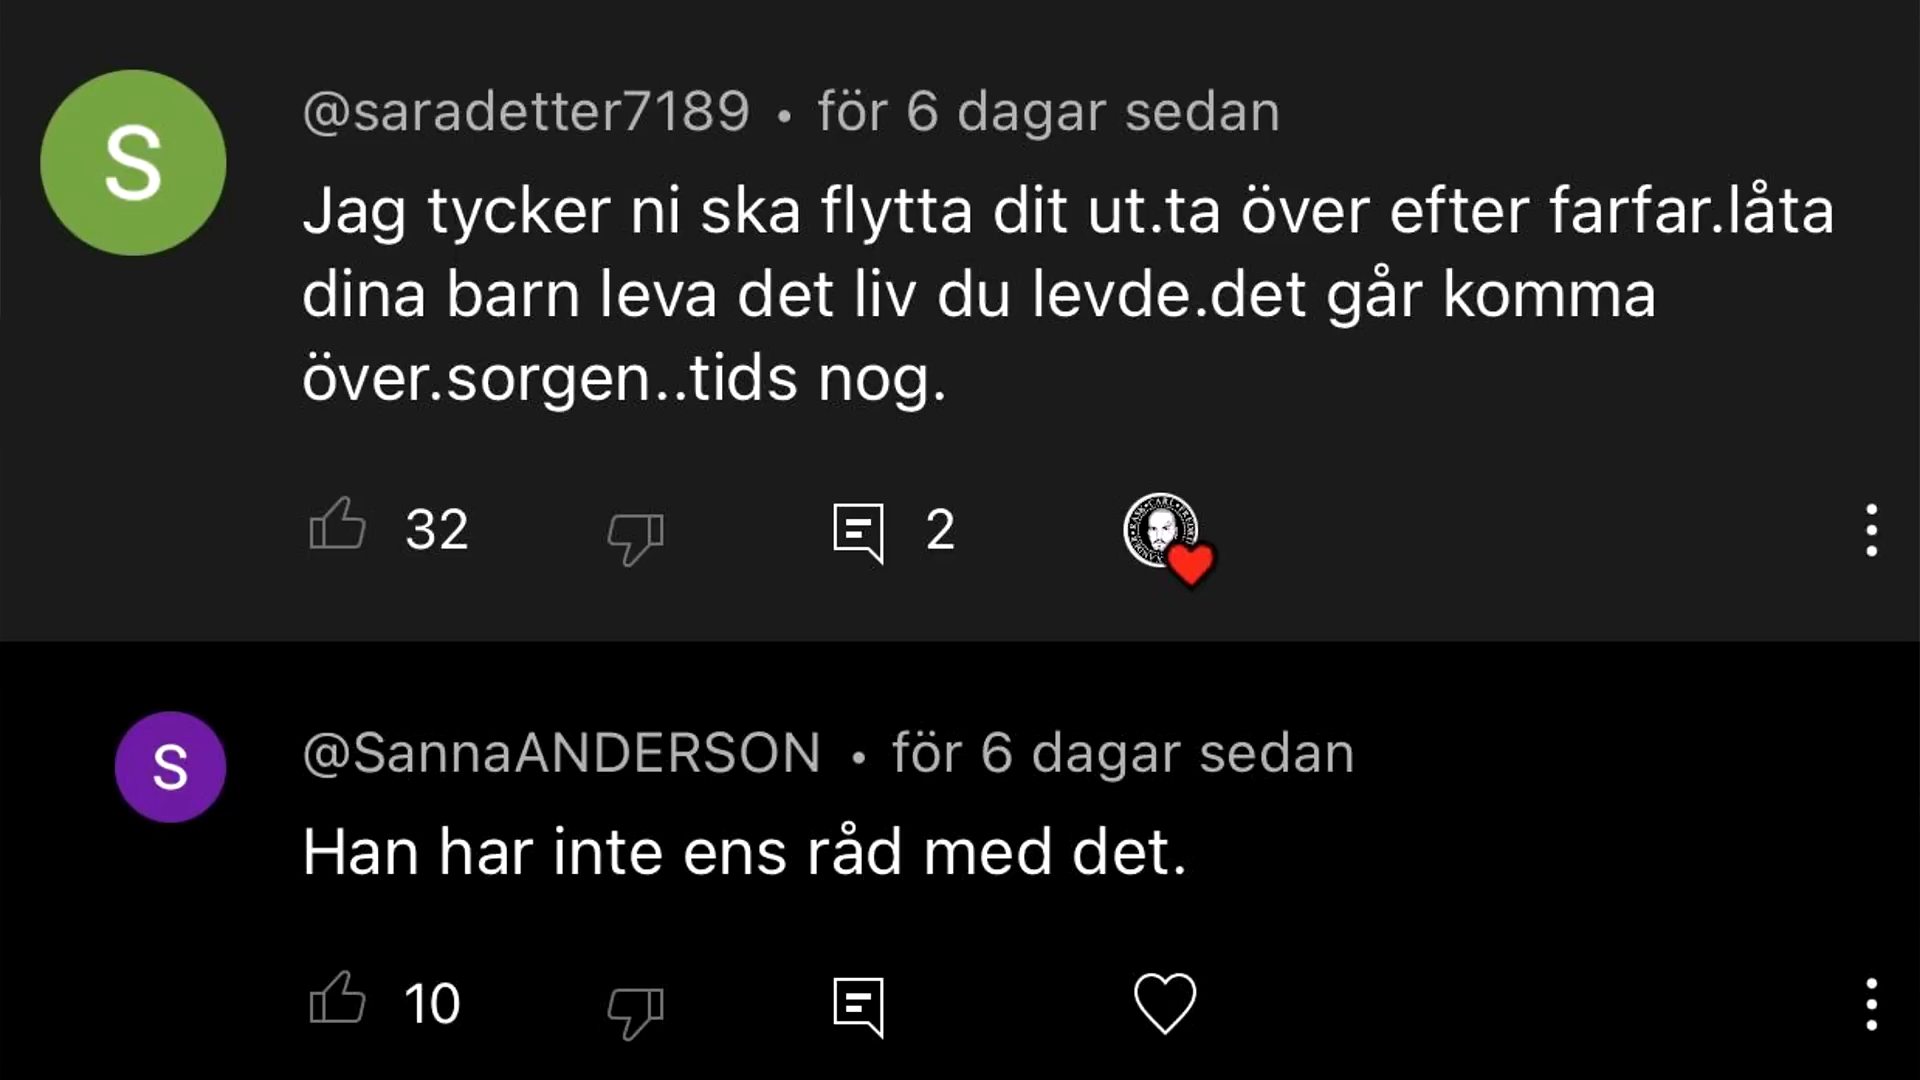 S
@saradetter7189 • för 6 dagar sedan
Jag tycker ni ska flytta dit ut.ta över efter farfar.låta
dina barn leva det liv du levde.det går komma
över.sorgen..tids nog.
32
2
S
@SannaANDERSON • för 6 dagar sedan
Han har inte ens råd med det.
10